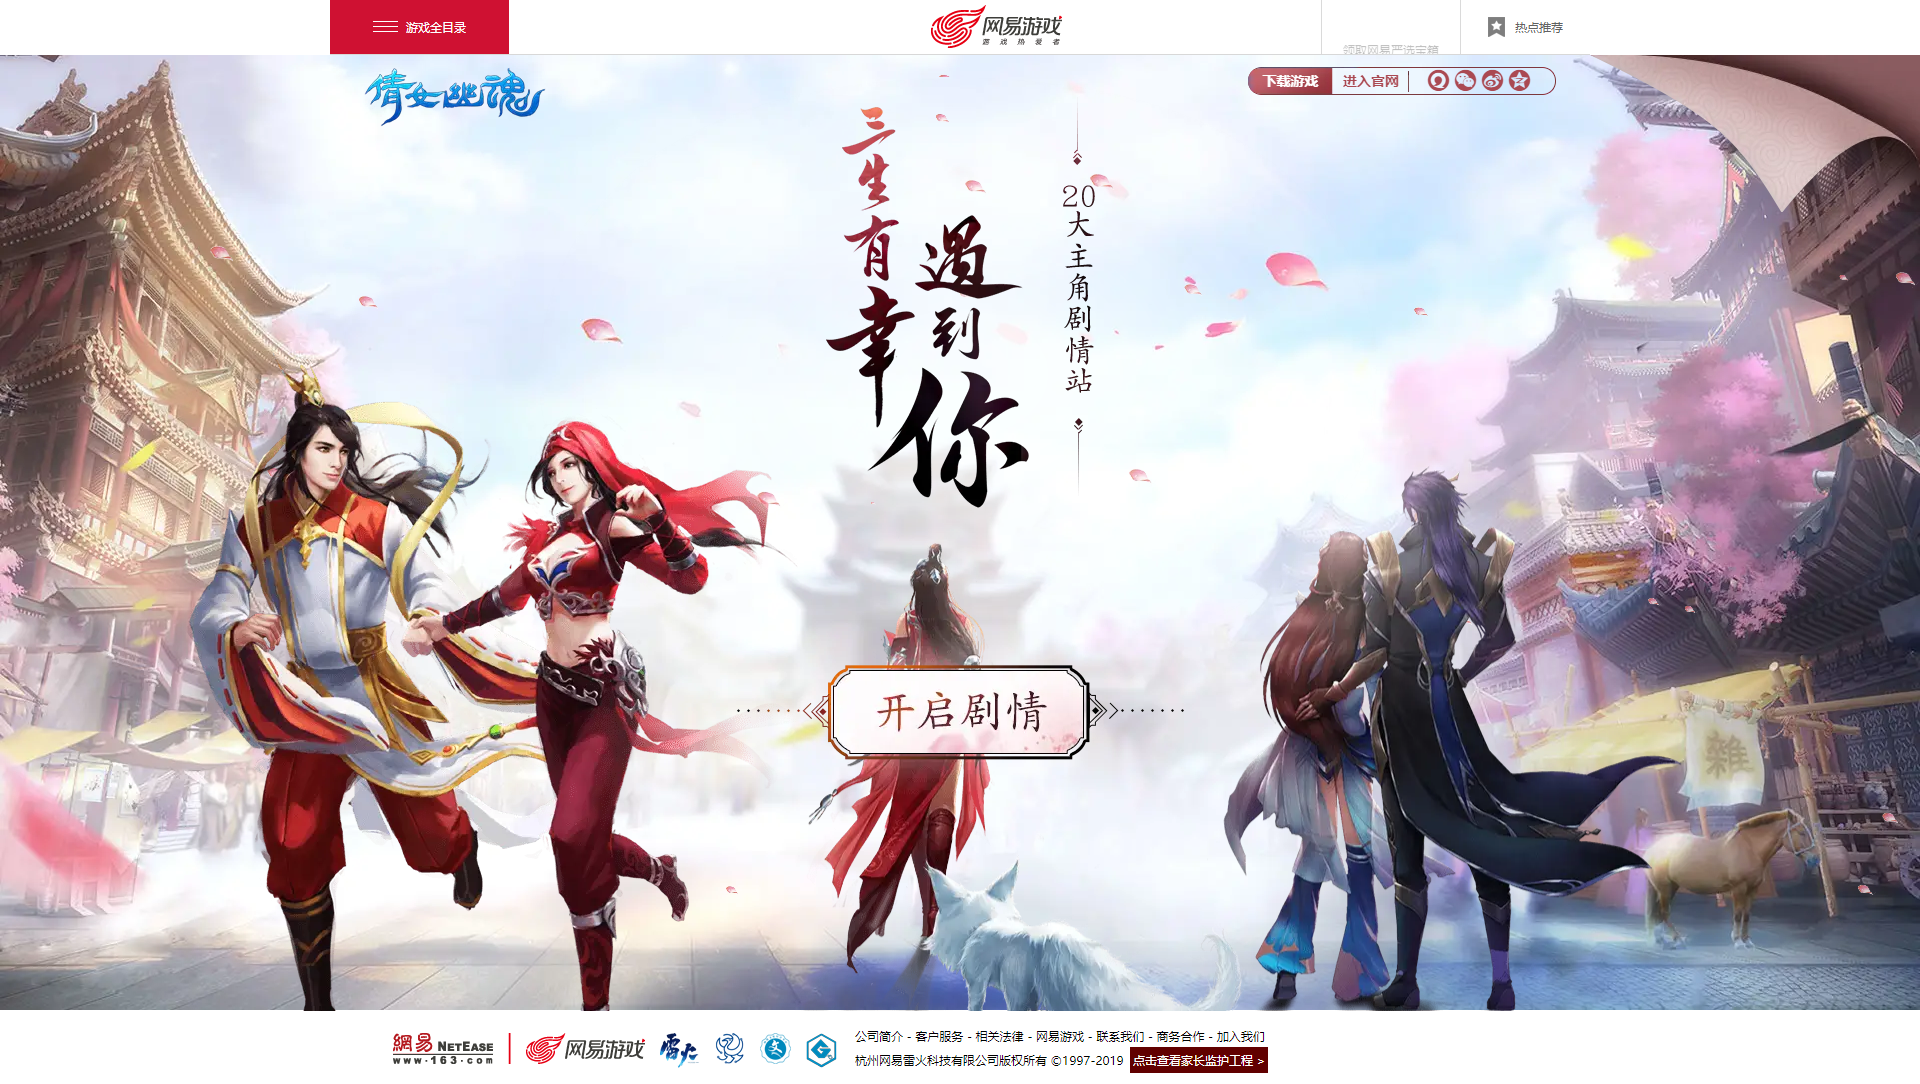 游戏全目录
网易游戏
游戏热爱者
领取网易严选宝箱
热点推荐
倩女幽魂
下载游戏
进入官网
三生有幸
遇到你
20大主角剧情站
雜
开启剧情
網易 NETEASE
www.163.com
网易游戏
雷火
文
公司简介 - 客户服务 - 相关法律 - 网易游戏 - 联系我们 - 商务合作 - 加入我们
杭州网易雷火科技有限公司版权所有 ©1997-2019 点击查看家长监护工程 >